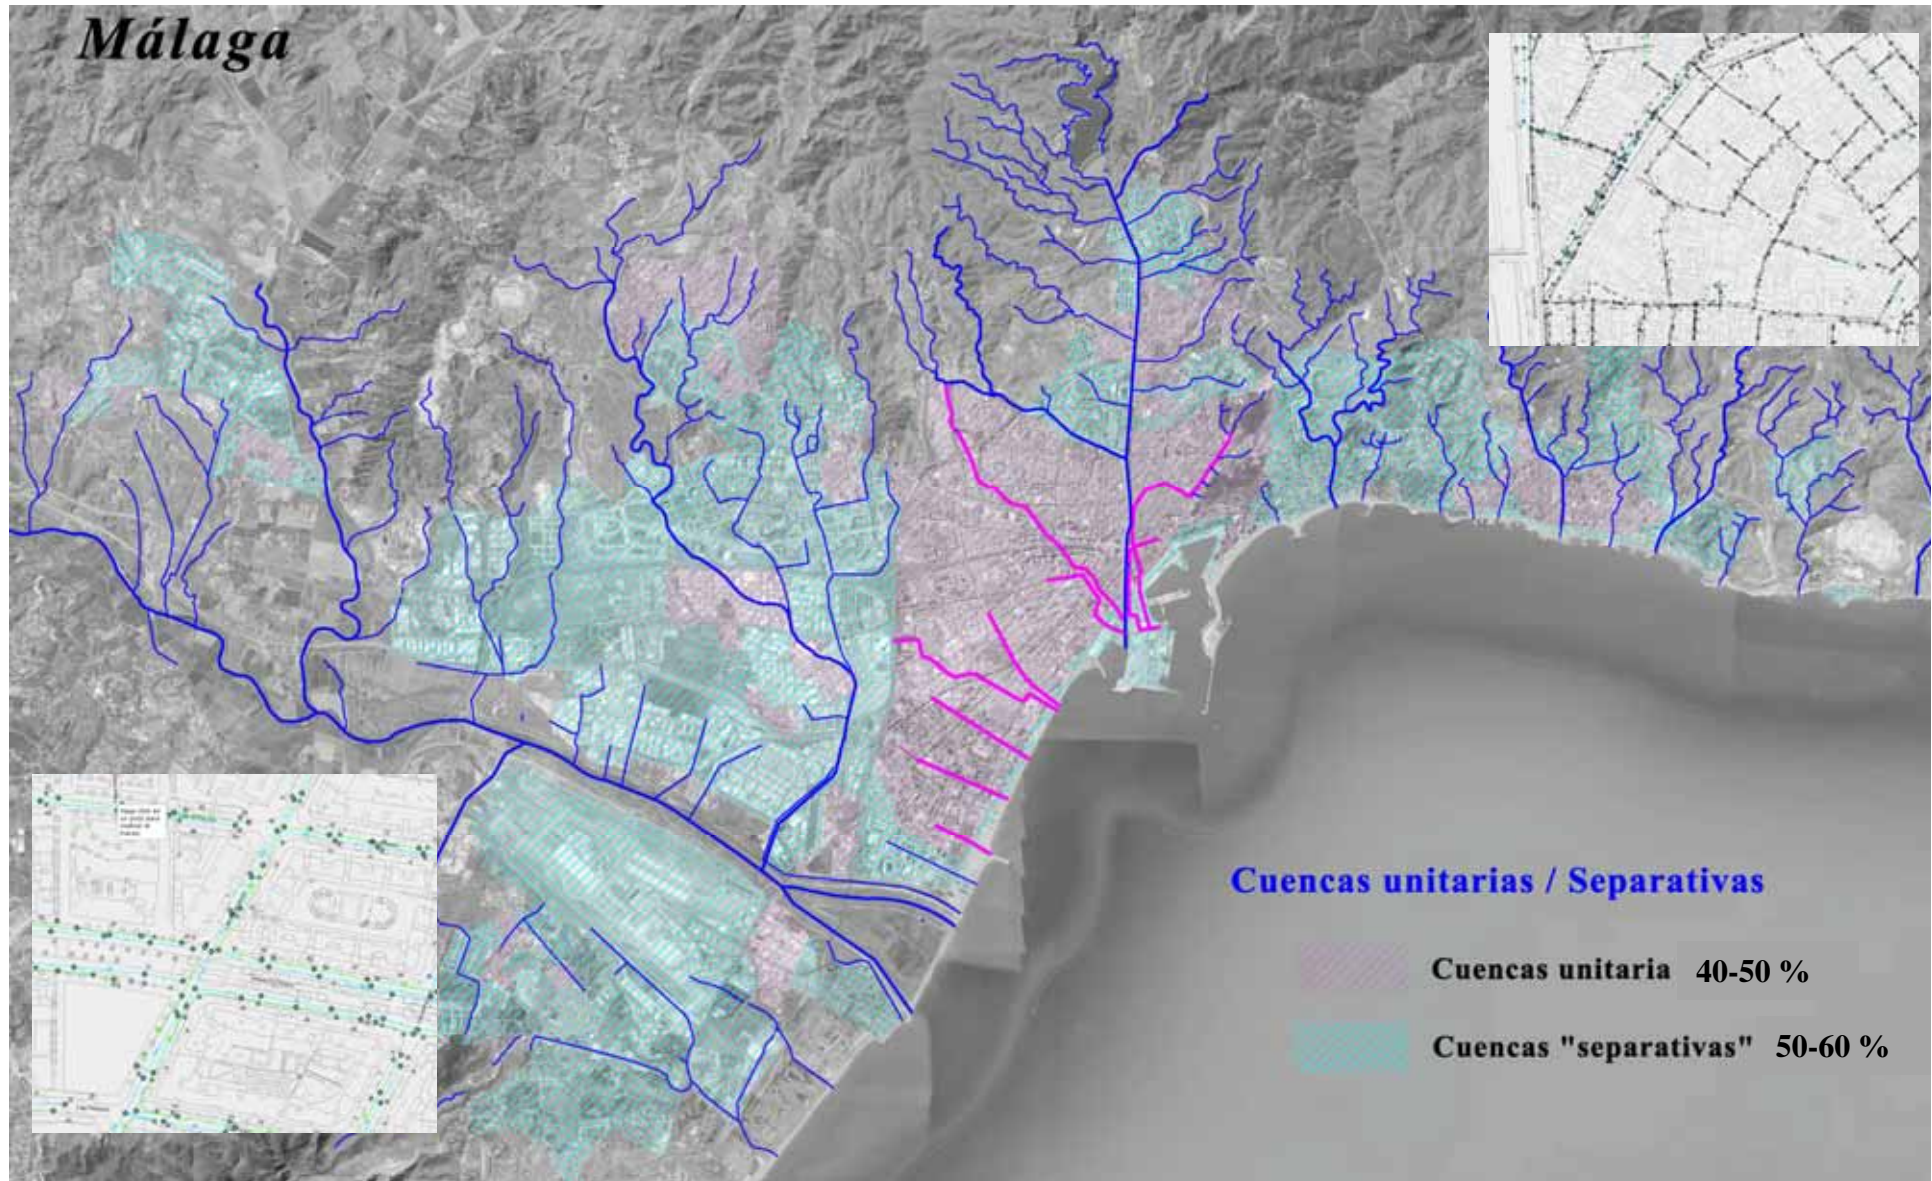 Málaga
Cuencas unitarias / Separativas
Cuencas unitaria 40-50 %
Cuencas "separativas" 50-60 %